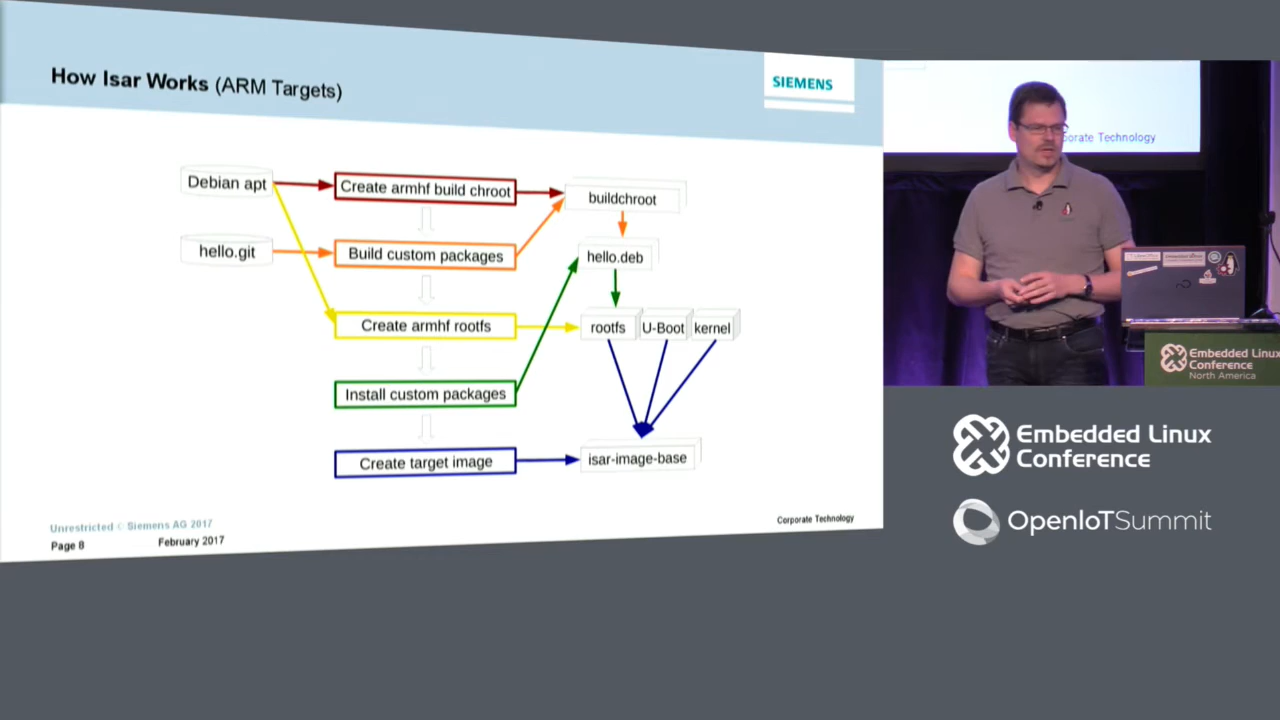 How Isar Works (ARM Targets)
SIEMENS
Debian apt
Create armhf build chroot
buildchroot
hello.git
Build custom packages
hello.deb
Create armhf rootfs
rootfs
U-Boot
kernel
Install custom packages
Create target image
isar-image-base
Unrestricted © Siemens AG 2017
Page 8
February 2017
Corporate Technology
Technology
Embedded Linux
Conference
North America
Embedded Linux
Conference
OpenIoTSummit